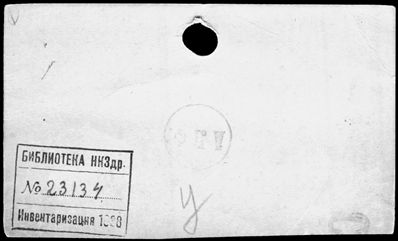 БИБЛИОТЕКА НКЗдр.
№ 23134
Инвентаризация 1938
У